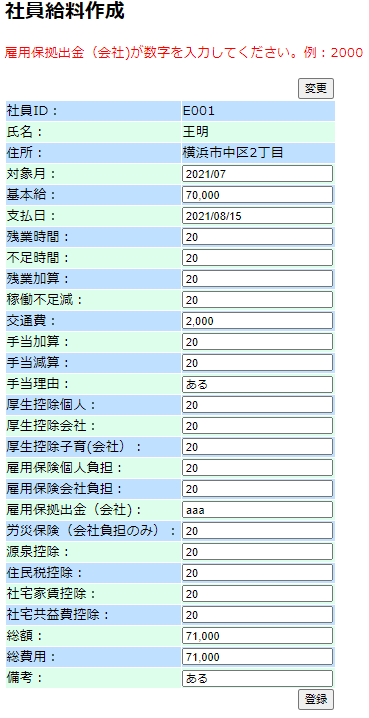 社員給料作成
雇用保拠出金（会社)が数字を入力してください。例：2000
変更
社員ID： E001
氏名： 王明
住所： 横浜市中区2丁目
対象月： 2021/07
基本給： 70,000
支払日： 2021/08/15
残業時間： 20
不足時間： 20
残業加算： 20
稼働不足減： 20
交通費： 2,000
手当加算： 20
手当減算： 20
手当理由： ある
厚生控除個人： 20
厚生控除会社： 20
厚生控除子育(会社）： 20
雇用保険個人負担： 20
雇用保険会社負担： 20
雇用保拠出金（会社)： aaa
労災保険（会社負担のみ）： 20
源泉控除： 20
住民税控除： 20
社宅家賃控除： 20
社宅共益費控除： 20
総額： 71,000
総費用： 71,000
備考： ある
登録